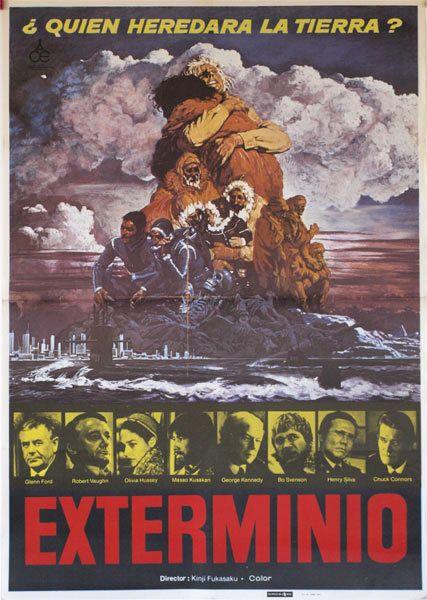 ¿ QUIEN HEREDARA LA TIERRA ?
Glenn Ford Robert Vaughn Olivia Hussey Masao Kusakari George Kennedy Bo Svenson Henry Silva Chuck Connors
EXTERMINIO
Director : Kinji Fukasaku · Color